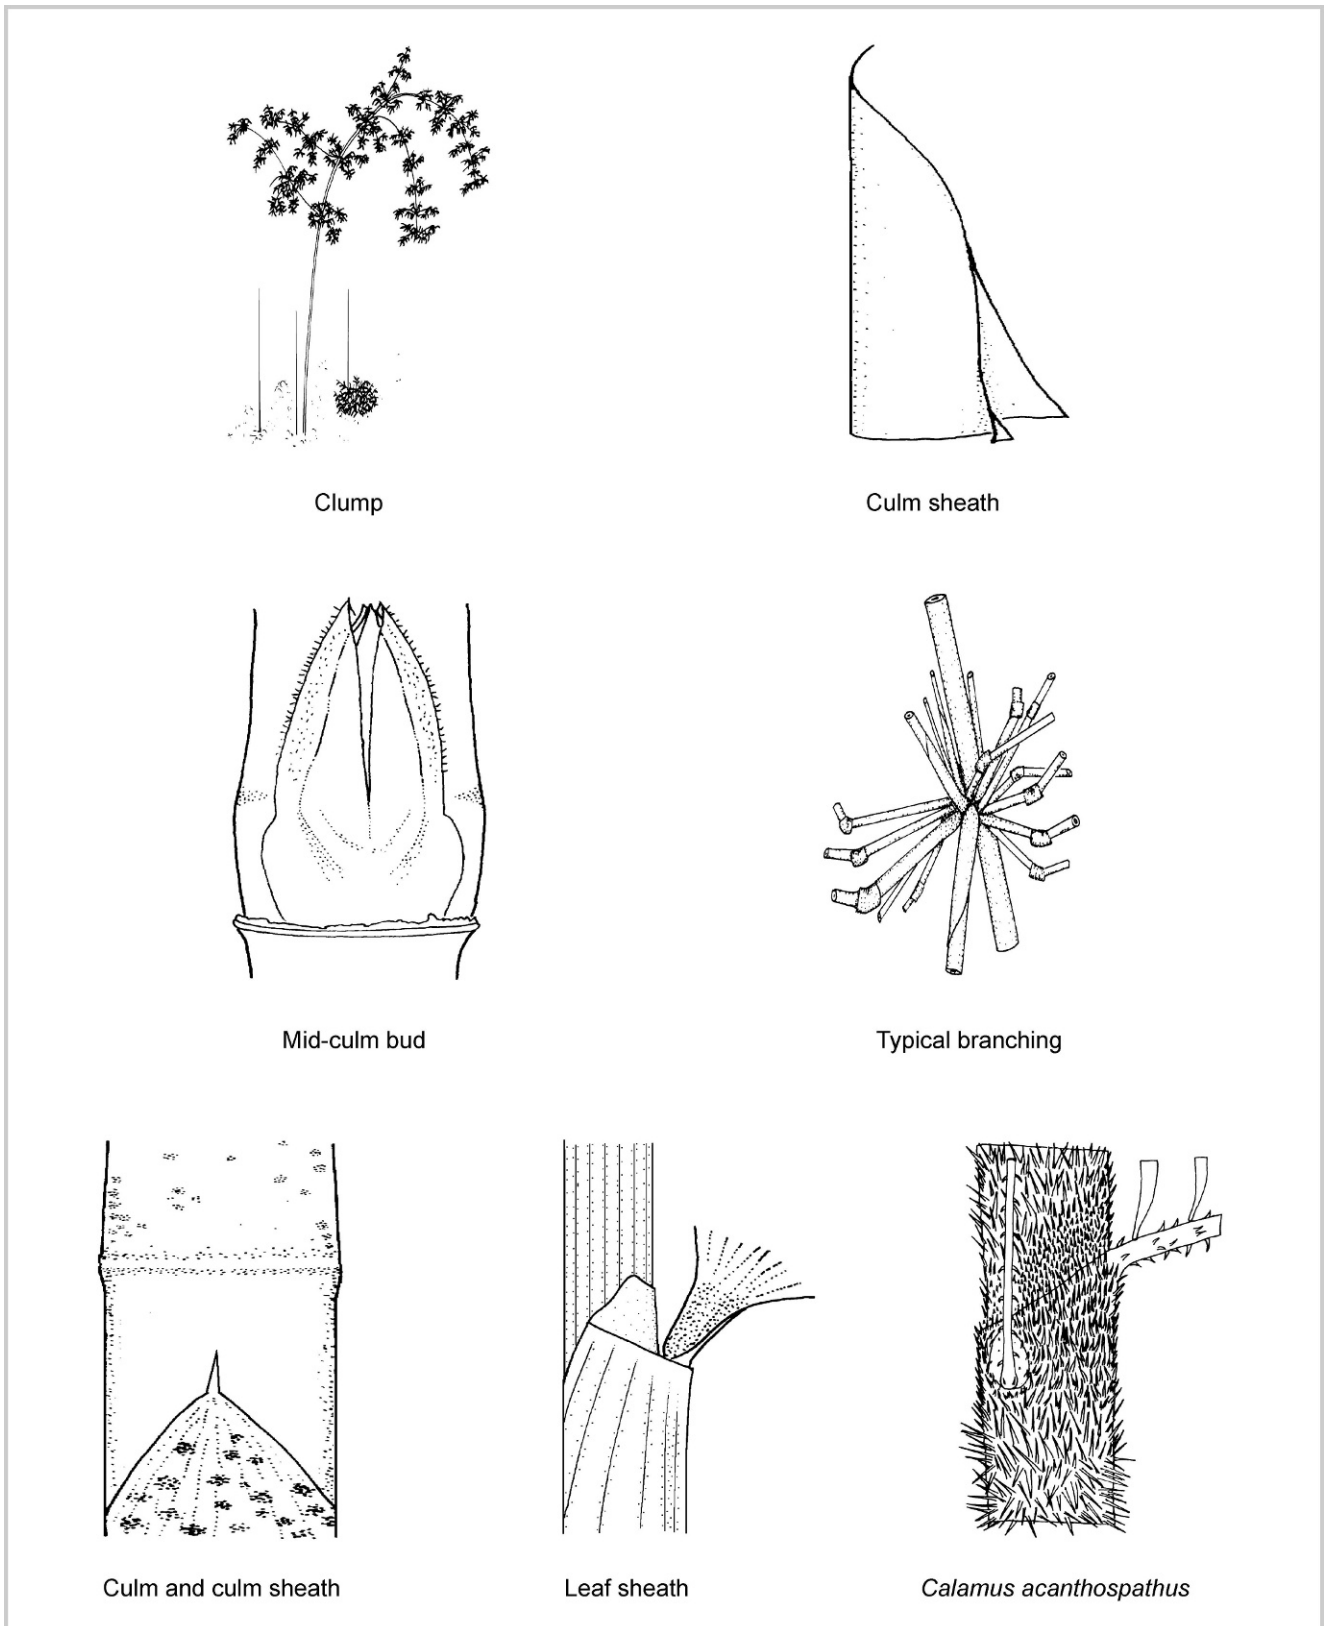 Clump
Culm sheath
Mid-culm bud
Typical branching
Culm and culm sheath
Leaf sheath
Calamus acanthospathus